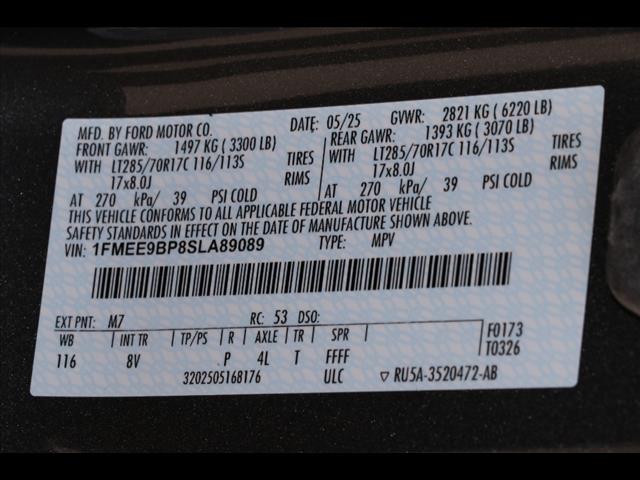 MFD. BY FORD MOTOR CO. DATE: 05/25 GVWR: 2821 KG (6220 LB)
FRONT GAWR: 1497 KG (3300 LB) REAR GAWR: 1393 KG (3070 LB)
WITH LT285/70R17C 116/113S TIRES WITH LT285/70R17C 116/113S TIRES
17x8.0J RIMS 17x8.0J RIMS
AT 270 kPa/ 39 PSI COLD AT 270 kPa/ 39 PSI COLD
THIS VEHICLE CONFORMS TO ALL APPLICABLE FEDERAL MOTOR VEHICLE
SAFETY STANDARDS IN EFFECT ON THE DATE OF MANUFACTURE SHOWN ABOVE.
VIN: 1FMEE9BP8SLA89089 TYPE: MPV
EXT PNT: M7 RC: 53 DSO:
WB INT TR TP/PS R AXLE TR SPR F0173
116 8V P 4L T FFFF T0326
3202505168176 ULC ▽ RU5A-3520472-AB